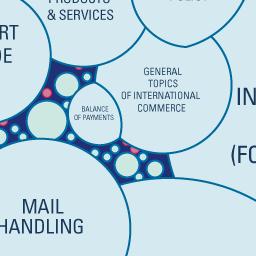 PRODUCTS
& SERVICES
GENERAL
TOPICS
OF INTERNATIONAL
COMMERCE
BALANCE
OF PAYMENTS
MAIL
HANDLING
IN
(FO
RT
DE